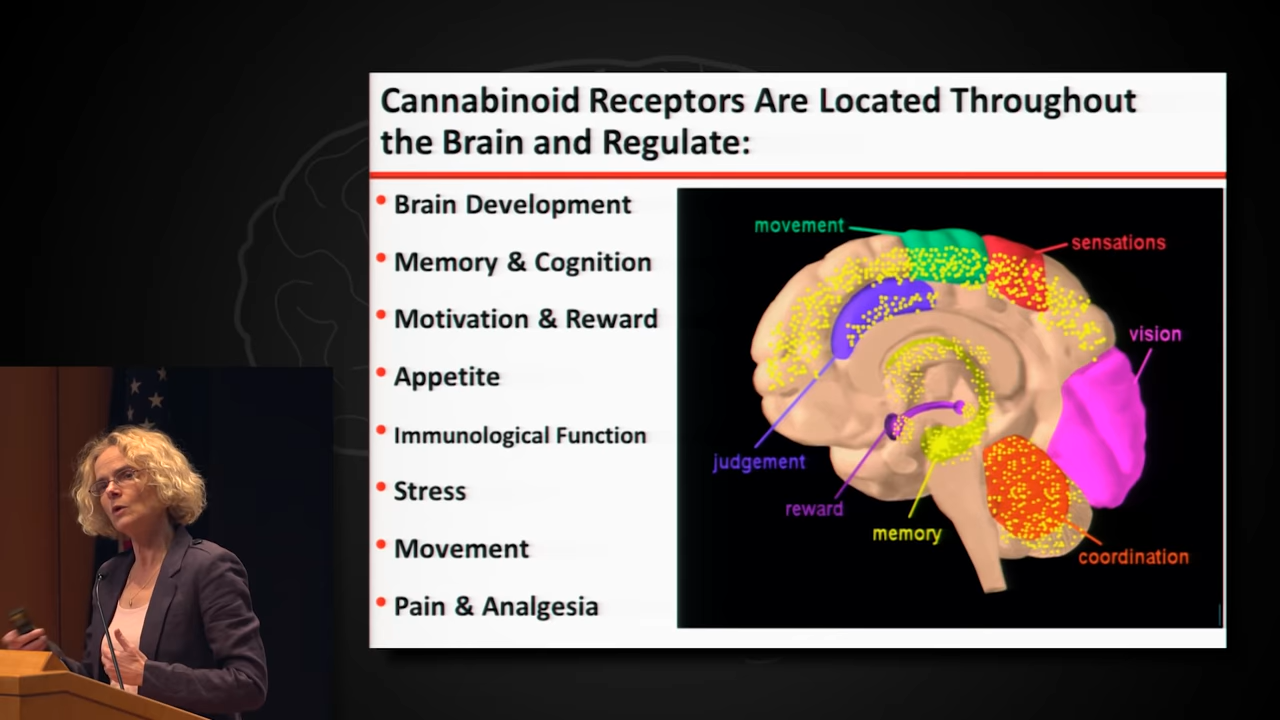 Cannabinoid Receptors Are Located Throughout
the Brain and Regulate:
• Brain Development
• Memory & Cognition
• Motivation & Reward
• Appetite
• Immunological Function
• Stress
• Movement
• Pain & Analgesia
movement
sensations
vision
judgement
reward
memory
coordination